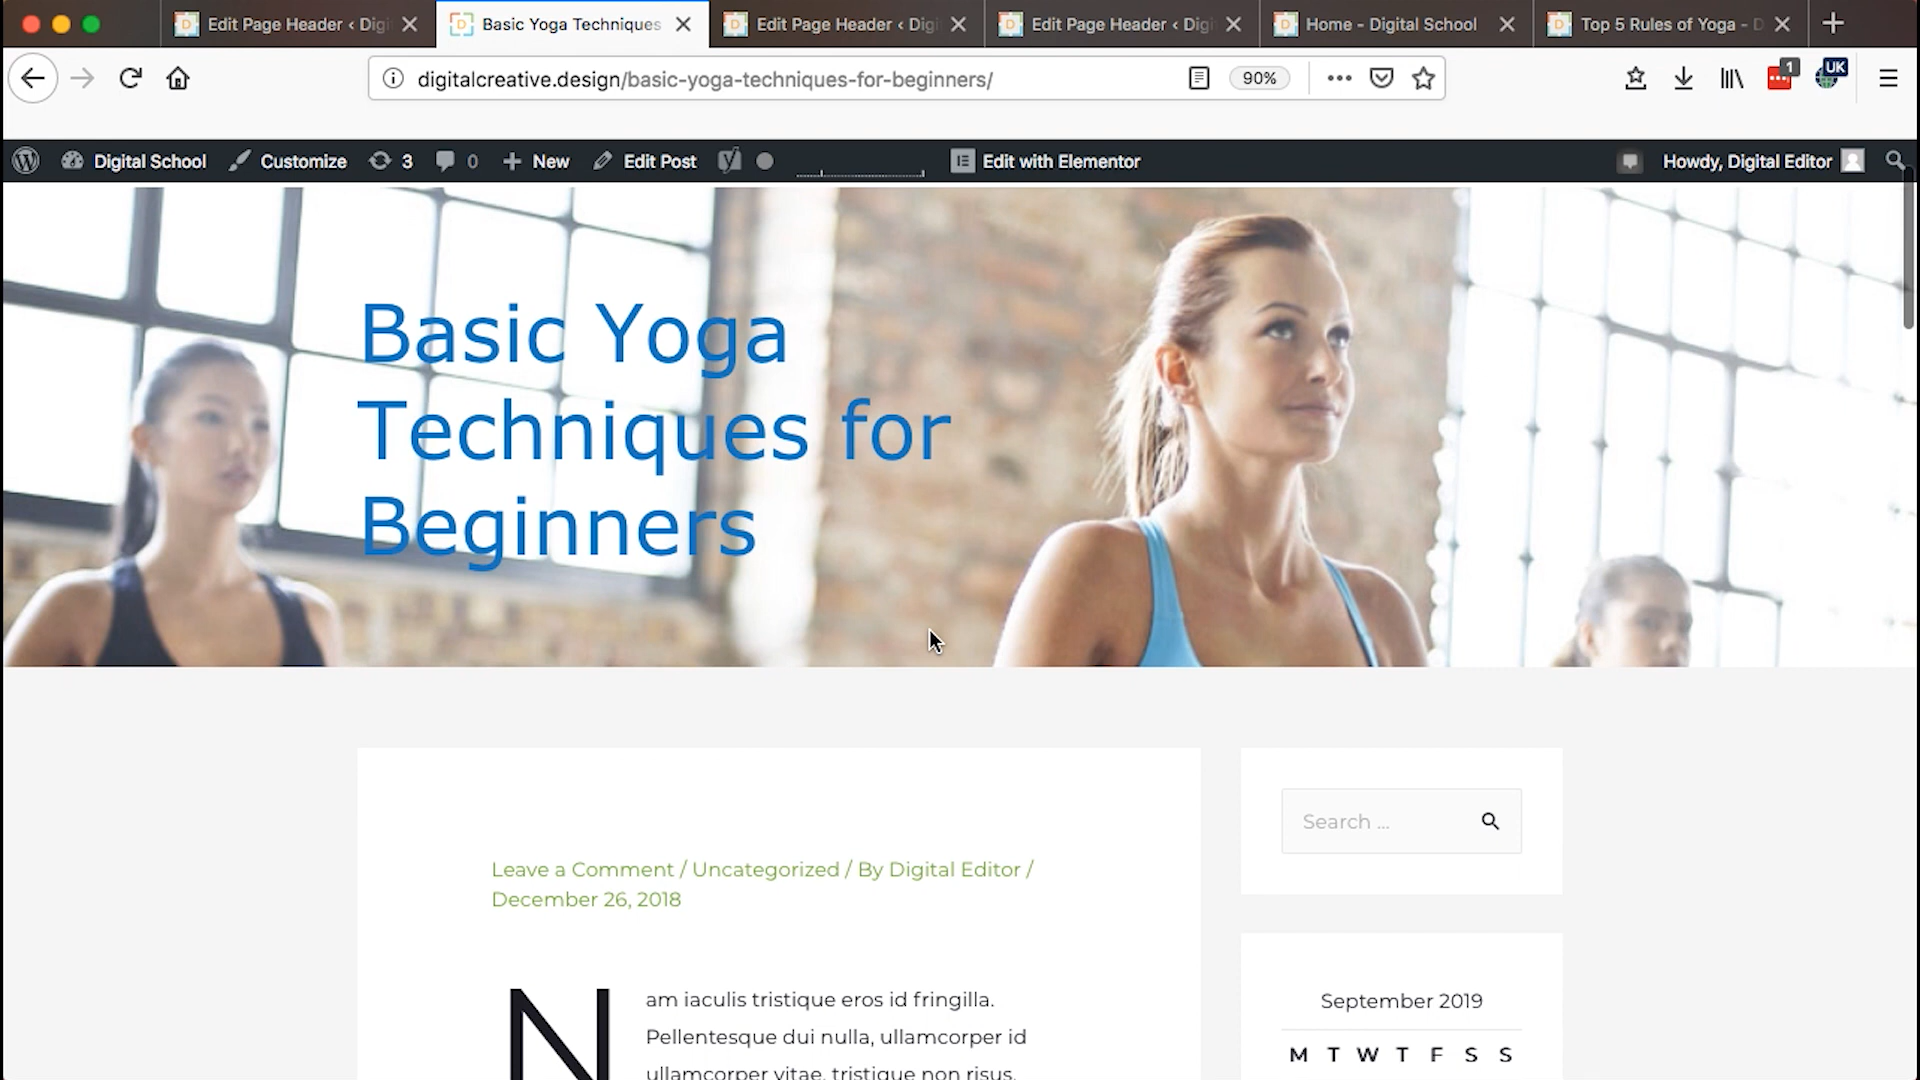 Edit Page Header ‹ Digi
Basic Yoga Techniques
Edit Page Header ‹ Digi
Edit Page Header ‹ Digi
Home - Digital School
Top 5 Rules of Yoga - D
digitalcreative.design/basic-yoga-techniques-for-beginners/
90%
1
UK
Digital School
Customize
3
0
New
Edit Post
Edit with Elementor
Howdy, Digital Editor
Basic Yoga
Techniques for
Beginners
Search ...
Leave a Comment / Uncategorized / By Digital Editor /
December 26, 2018
September 2019
M T W T F S S
N
am iaculis tristique eros id fringilla.
Pellentesque dui nulla, ullamcorper id
ullamcorper vitae, tristique non risus.